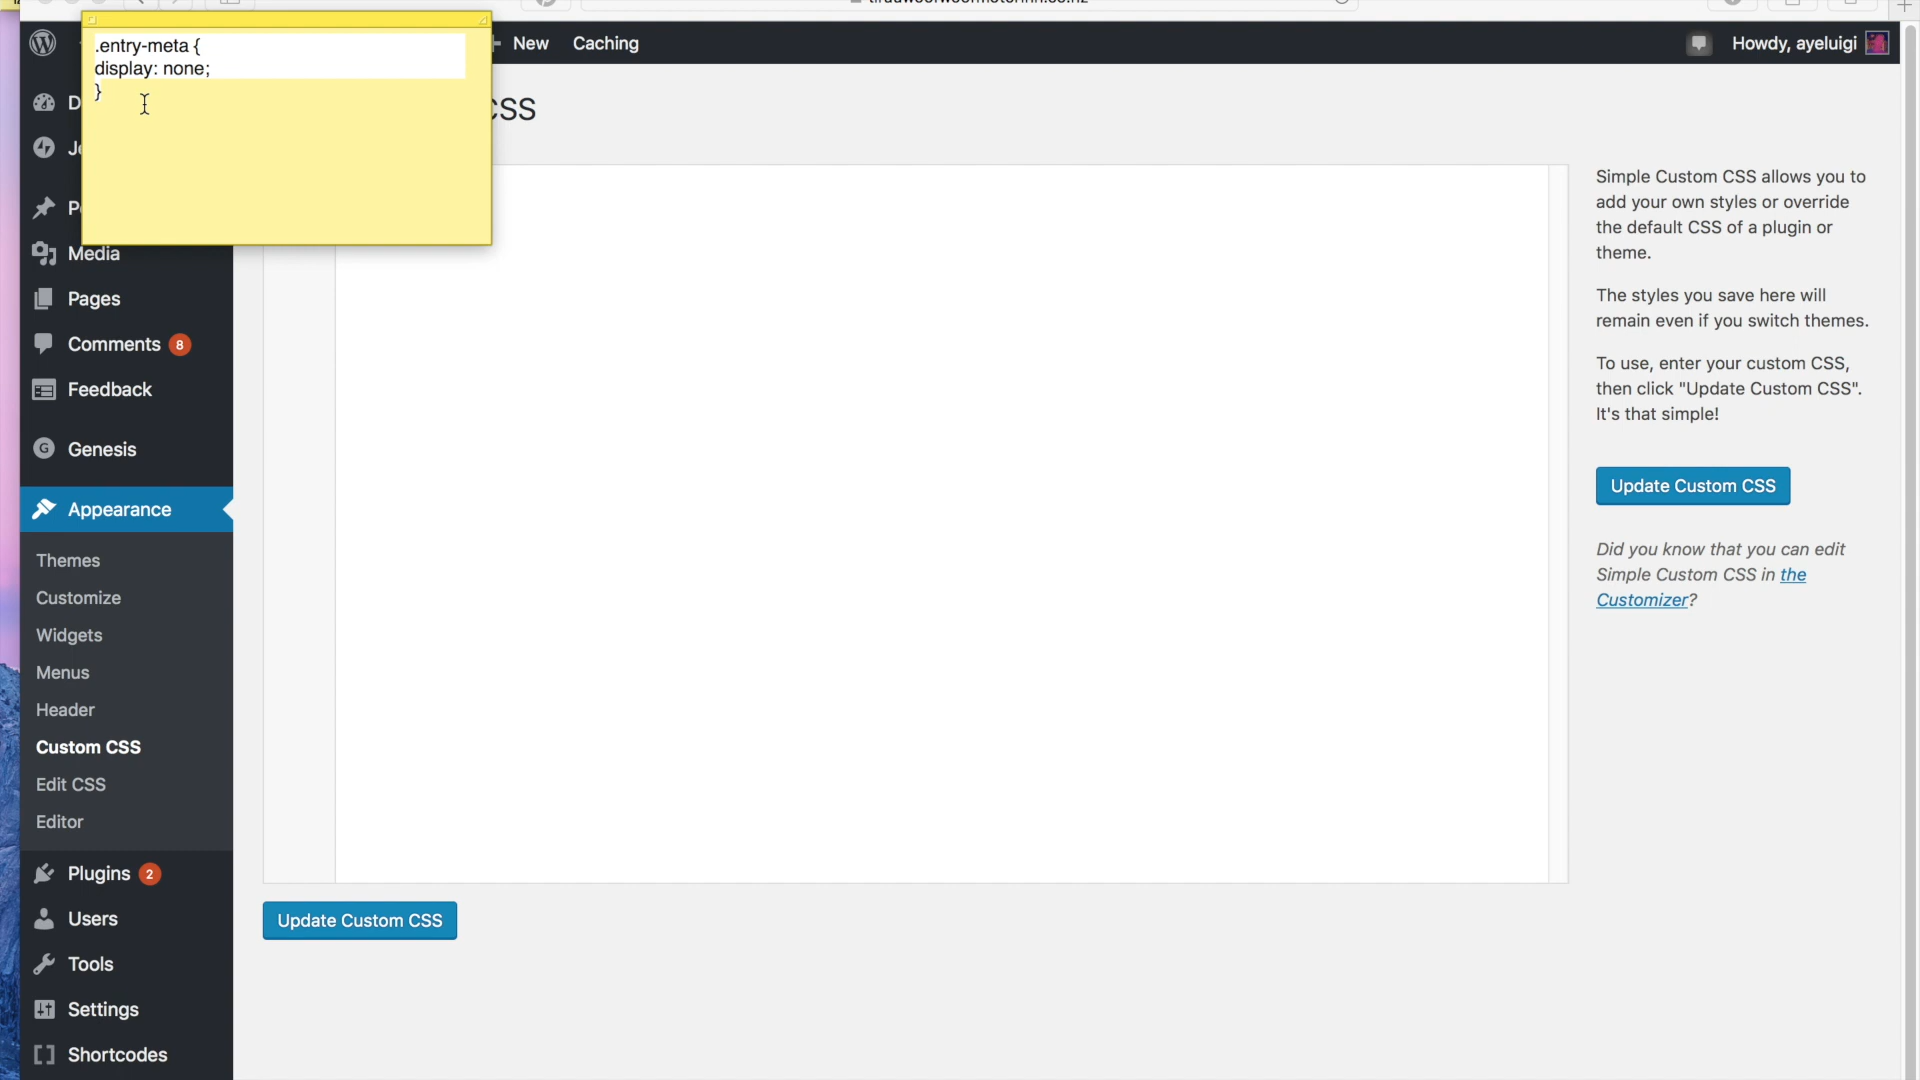 .entry-meta {
display: none;
}
New
Caching
Howdy, ayeluigi
CSS
Media
Pages
Comments 8
Feedback
Genesis
Appearance
Themes
Customize
Widgets
Menus
Header
Custom CSS
Edit CSS
Editor
Plugins 2
Users
Tools
Settings
Shortcodes
Update Custom CSS
Simple Custom CSS allows you to
add your own styles or override
the default CSS of a plugin or
theme.
The styles you save here will
remain even if you switch themes.
To use, enter your custom CSS,
then click "Update Custom CSS".
It's that simple!
Update Custom CSS
Did you know that you can edit
Simple Custom CSS in the
Customizer?